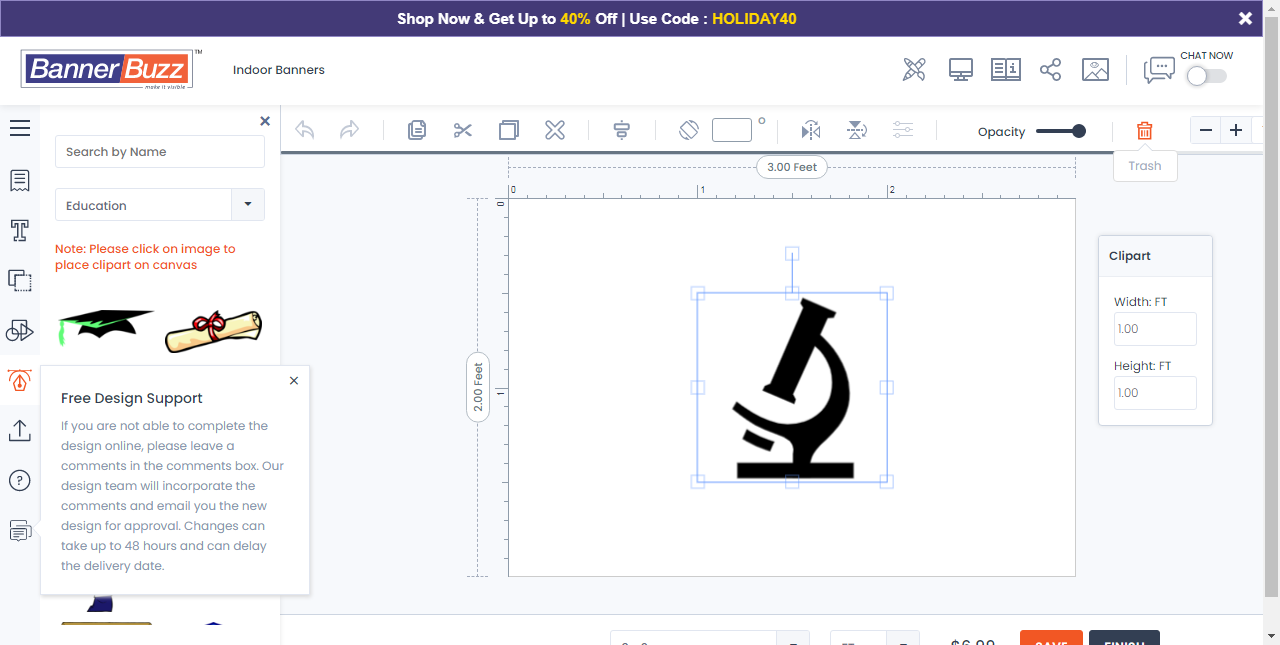 Shop Now & Get Up to 40% Off | Use Code : HOLIDAY40
BannerBuzz™
make it visible
Indoor Banners
CHAT NOW
Search by Name
Education
Note: Please click on image to
place clipart on canvas
Opacity
Trash
3.00 Feet
0 1 2
0
1
2.00 Feet
Clipart
Width: FT
1.00
Height: FT
1.00
Free Design Support
If you are not able to complete the
design online, please leave a
comments in the comments box. Our
design team will incorporate the
comments and email you the new
design for approval. Changes can
take up to 48 hours and can delay
the delivery date.
$6.99
SAVE
FINISH